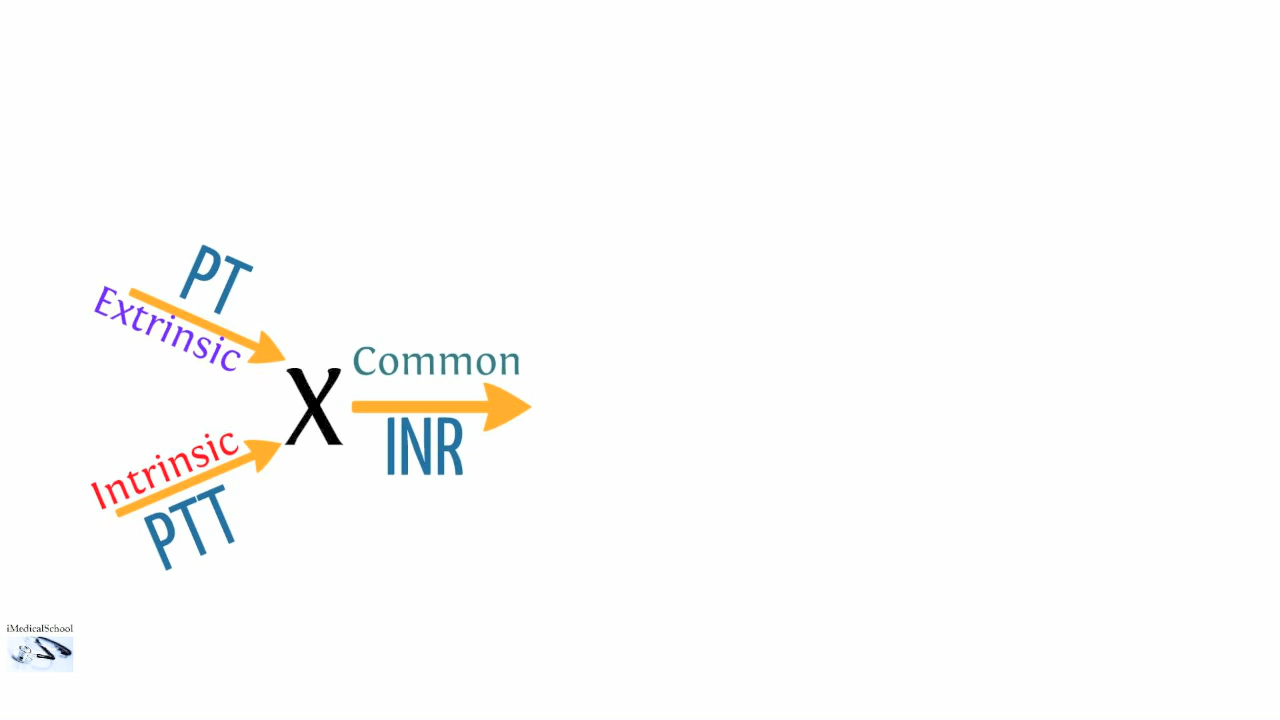 PT
Extrinsic
X
Common
INR
Intrinsic
PTT
iMedicalSchool